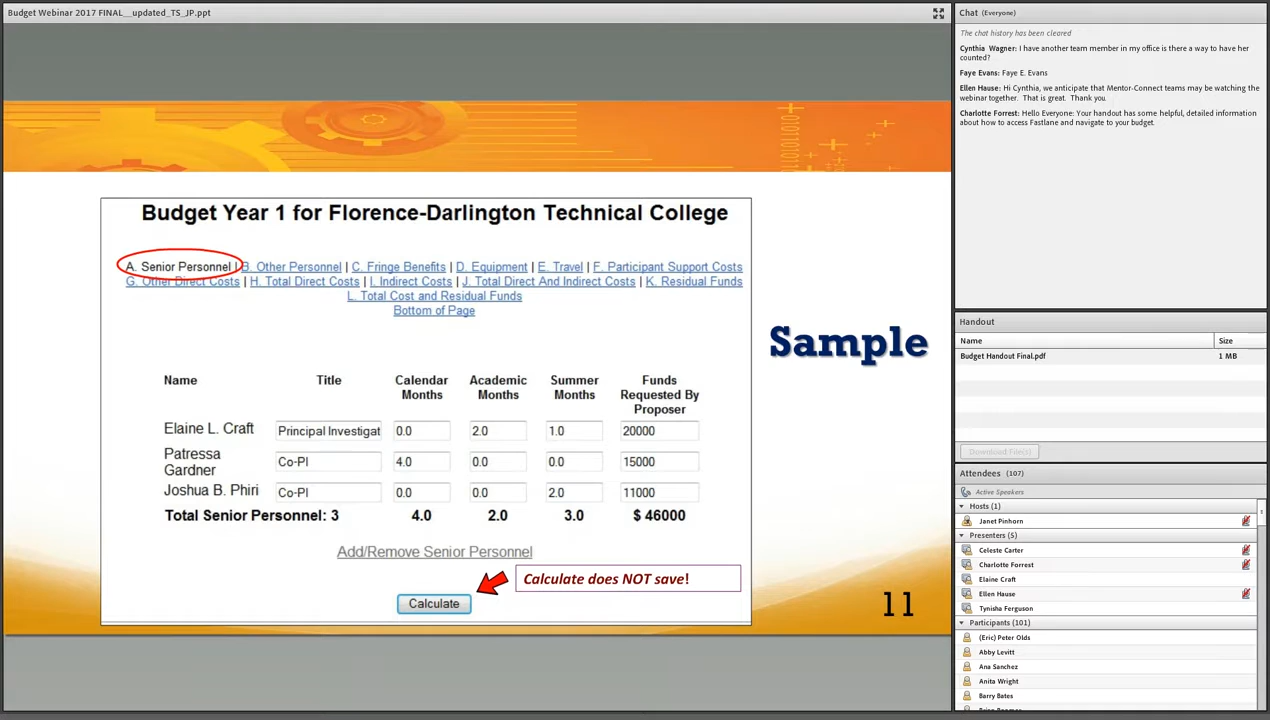 Budget Webinar 2017 FINAL__updated_TS_JP.ppt
Budget Year 1 for Florence-Darlington Technical College
A. Senior Personnel | B. Other Personnel | C. Fringe Benefits | D. Equipment | E. Travel | F. Participant Support Costs
G. Other Direct Costs | H. Total Direct Costs | I. Indirect Costs | J. Total Direct And Indirect Costs | K. Residual Funds
L. Total Cost and Residual Funds
Bottom of Page
Sample
Name Title Calendar Months Academic Months Summer Months Funds Requested By Proposer
Elaine L. Craft Principal Investigat 0.0 2.0 1.0 20000
Patressa Gardner Co-PI 4.0 0.0 0.0 15000
Joshua B. Phiri Co-PI 0.0 0.0 2.0 11000
Total Senior Personnel: 3 4.0 2.0 3.0 $ 46000
Add/Remove Senior Personnel
Calculate does NOT save!
Calculate
11
Chat (Everyone)
The chat history has been cleared
Cynthia Wagner: I have another team member in my office is there a way to have her
counted?
Faye Evans: Faye E. Evans
Ellen Hause: Hi Cynthia, we anticipate that Mentor-Connect teams may be watching the
webinar together. That is great. Thank you.
Charlotte Forrest: Hello Everyone: Your handout has some helpful, detailed information
about how to access Fastlane and navigate to your budget.
Handout
Name Size
Budget Handout Final.pdf 1 MB
Download File(s)
Attendees (107)
Active Speakers
Hosts (1)
Janet Pinhorn
Presenters (5)
Celeste Carter
Charlotte Forrest
Elaine Craft
Ellen Hause
Tynisha Ferguson
Participants (101)
(Eric) Peter Olds
Abby Levitt
Ana Sanchez
Anita Wright
Barry Bates